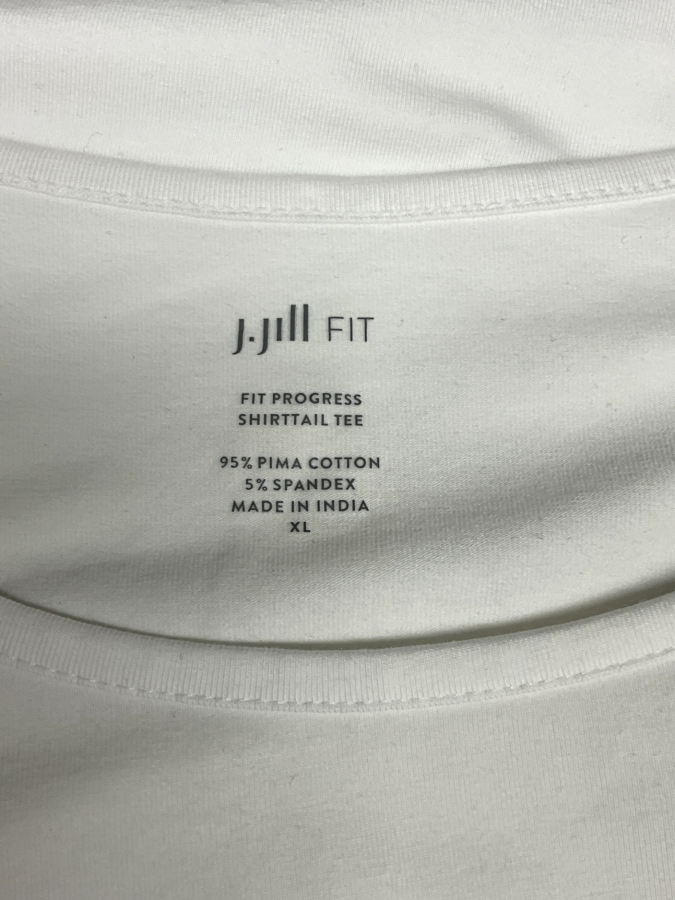 J.Jill FIT
FIT PROGRESS
SHIRTTAIL TEE
95% PIMA COTTON
5% SPANDEX
MADE IN INDIA
XL